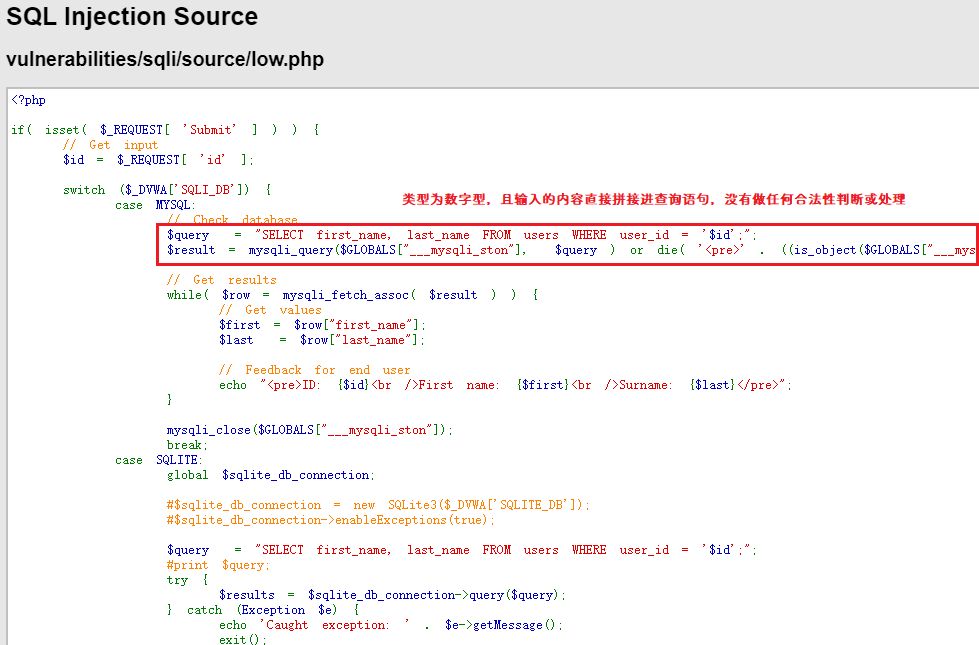 SQL Injection Source
vulnerabilities/sqli/source/low.php
<?php
if( isset( $_REQUEST[ 'Submit' ] ) ) {
// Get input
$id = $_REQUEST[ 'id' ];
switch ($_DVWA['SQLI_DB']) {
类型为数字型，且输入的内容直接拼接进查询语句，没有做任何合法性判断或处理
case MYSQL:
// Check database
$query = "SELECT first_name, last_name FROM users WHERE user_id = '$id';";
$result = mysqli_query($GLOBALS["___mysqli_ston"], $query ) or die( '<pre>' . ((is_object($GLOBALS["___mys
// Get results
while( $row = mysqli_fetch_assoc( $result ) ) {
// Get values
$first = $row["first_name"];
$last = $row["last_name"];
// Feedback for end user
echo "<pre>ID: {$id}<br />First name: {$first}<br />Surname: {$last}</pre>";
}
mysqli_close($GLOBALS["___mysqli_ston"]);
break;
case SQLITE:
global $sqlite_db_connection;
#$sqlite_db_connection = new SQLite3($_DVWA['SQLITE_DB']);
#$sqlite_db_connection->enableExceptions(true);
$query = "SELECT first_name, last_name FROM users WHERE user_id = '$id';";
#print $query;
try {
$results = $sqlite_db_connection->query($query);
} catch (Exception $e) {
echo 'Caught exception: ' . $e->getMessage();
exit();